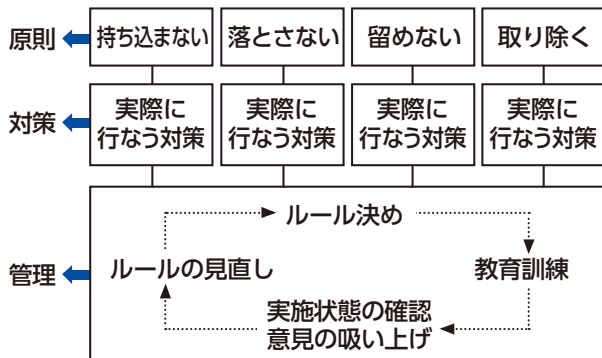 原則
持ち込まない
落とさない
留めない
取り除く
対策
実際に
行なう対策
実際に
行なう対策
実際に
行なう対策
実際に
行なう対策
管理
ルール決め
ルールの見直し
教育訓練
実施状態の確認
意見の吸い上げ